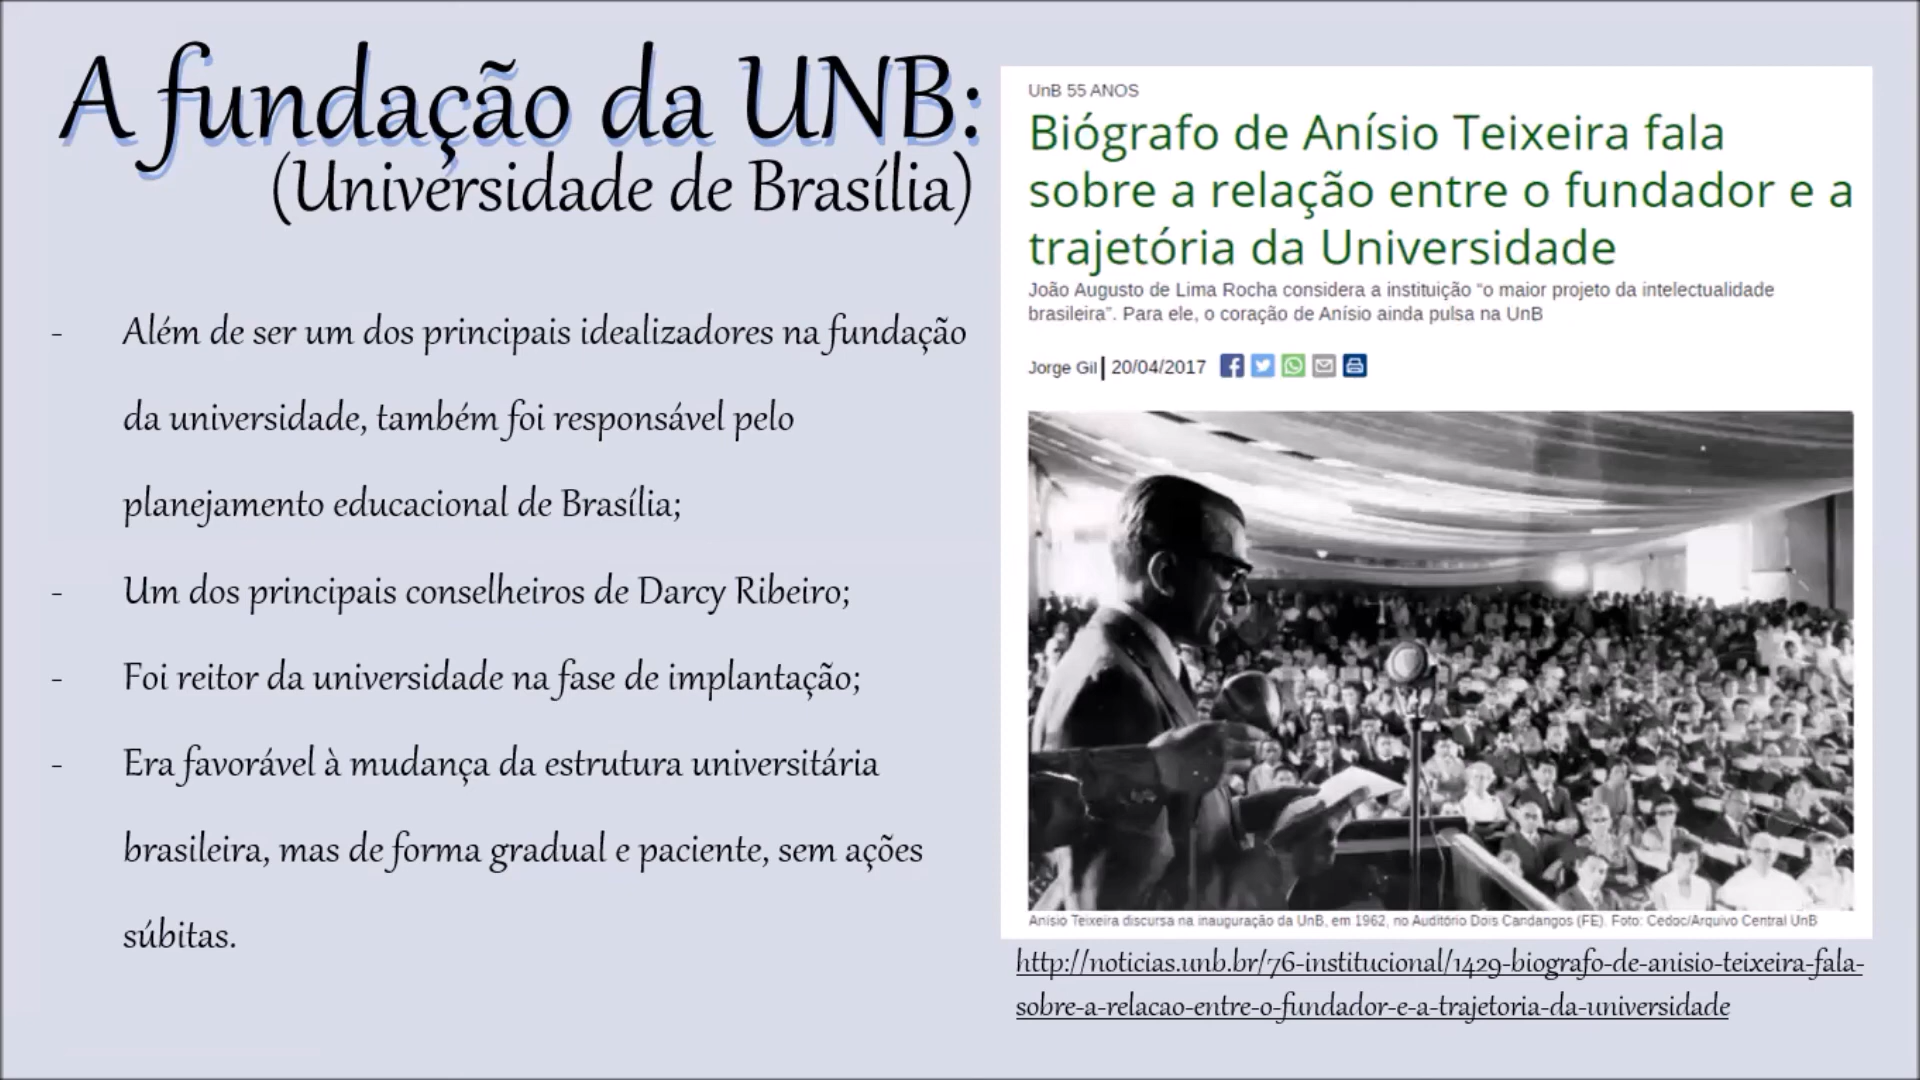 A fundação da UNB:
(Universidade de Brasília)
- Além de ser um dos principais idealizadores na fundação
da universidade, também foi responsável pelo
planejamento educacional de Brasília;
- Um dos principais conselheiros de Darcy Ribeiro;
- Foi reitor da universidade na fase de implantação;
- Era favorável à mudança da estrutura universitária
brasileira, mas de forma gradual e paciente, sem ações
súbitas.
UnB 55 ANOS
Biógrafo de Anísio Teixeira fala
sobre a relação entre o fundador e a
trajetória da Universidade
João Augusto de Lima Rocha considera a instituição “o maior projeto da intelectualidade
brasileira”. Para ele, o coração de Anísio ainda pulsa na UnB
Jorge Gil | 20/04/2017
Anísio Teixeira discursa na inauguração da UnB, em 1962, no Auditório Dois Candangos (FE). Foto: Cedoc/Arquivo Central UnB
http://noticias.unb.br/76-institucional/1429-biografo-de-anisio-teixeira-fala-
sobre-a-relacao-entre-o-fundador-e-a-trajetoria-da-universidade